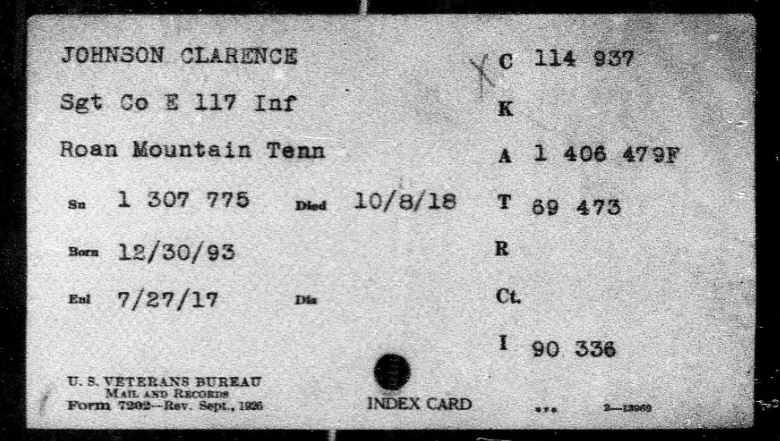 JOHNSON CLARENCE
C 114 937
Sgt Co E 117 Inf
K
Roan Mountain Tenn
A 1 406 479F
Sn 1 307 775 Died 10/8/18
T 69 473
Born 12/30/93
R
Enl 7/27/17 Dis
Ct.
I 90 336
U. S. VETERANS BUREAU
MAIL AND RECORDS
Form 7202—Rev. Sept., 1926
INDEX CARD
2—13969